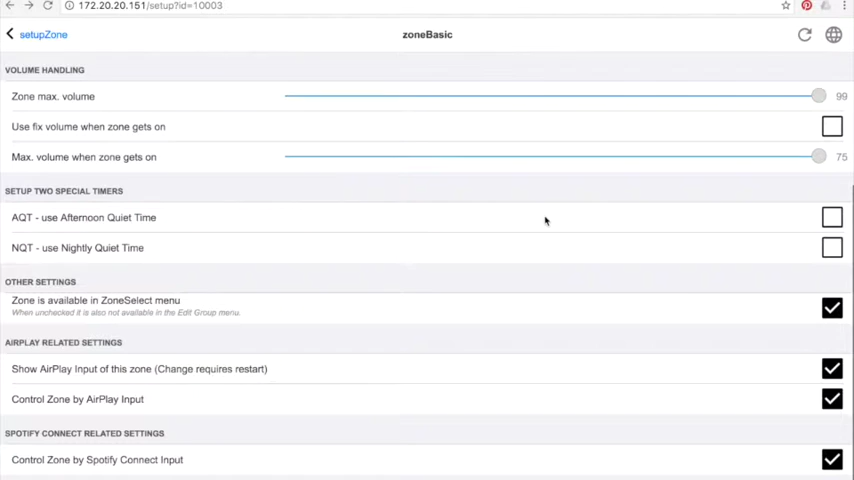 172.20.20.151/setup?id=10003
setupZone
zoneBasic
VOLUME HANDLING
Zone max. volume
99
Use fix volume when zone gets on
Max. volume when zone gets on
75
SETUP TWO SPECIAL TIMERS
AQT - use Afternoon Quiet Time
NQT - use Nightly Quiet Time
OTHER SETTINGS
Zone is available in ZoneSelect menu
When unchecked it is also not available in the Edit Group menu.
AIRPLAY RELATED SETTINGS
Show AirPlay Input of this zone (Change requires restart)
Control Zone by AirPlay Input
SPOTIFY CONNECT RELATED SETTINGS
Control Zone by Spotify Connect Input